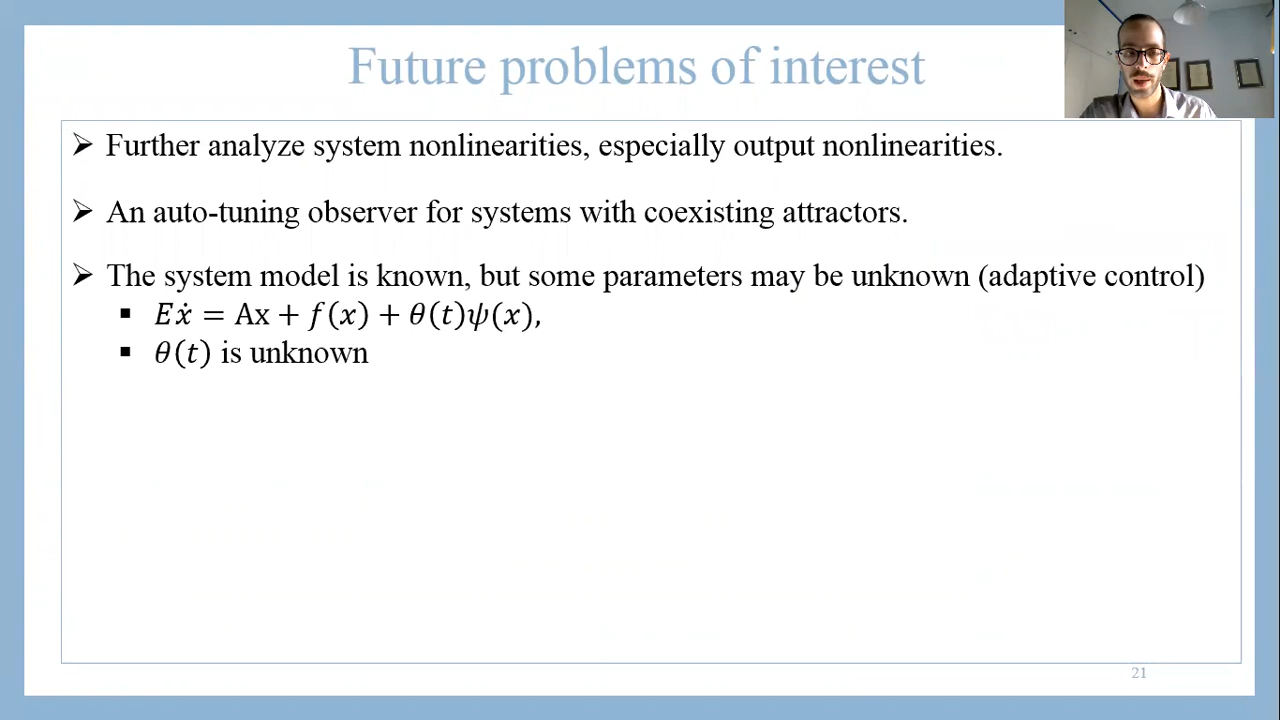 Future problems of interest
➢ Further analyze system nonlinearities, especially output nonlinearities.
➢ An auto-tuning observer for systems with coexisting attractors.
➢ The system model is known, but some parameters may be unknown (adaptive control)
▪ 𝐸ẋ = Ax + 𝑓(𝑥) + 𝜃(𝑡)𝜓(𝑥),
▪ 𝜃(𝑡) is unknown
21